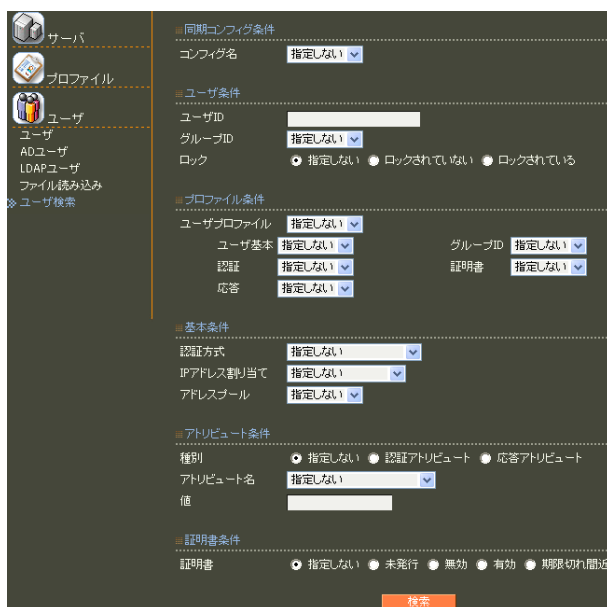 サーバ
プロファイル
ユーザ
ユーザ
ADユーザ
LDAPユーザ
ファイル読み込み
ユーザ検索
同期コンフィグ条件
コンフィグ名 指定しない
ユーザ条件
ユーザID
グループID 指定しない
ロック 指定しない ロックされていない ロックされている
プロファイル条件
ユーザプロファイル 指定しない
ユーザ基本 指定しない グループID 指定しない
認証 指定しない 証明書 指定しない
応答 指定しない
基本条件
認証方式 指定しない
IPアドレス割り当て 指定しない
アドレスプール 指定しない
アトリビュート条件
種別 指定しない 認証アトリビュート 応答アトリビュート
アトリビュート名 指定しない
値
証明書条件
証明書 指定しない 未発行 無効 有効 期限切れ間近
検索